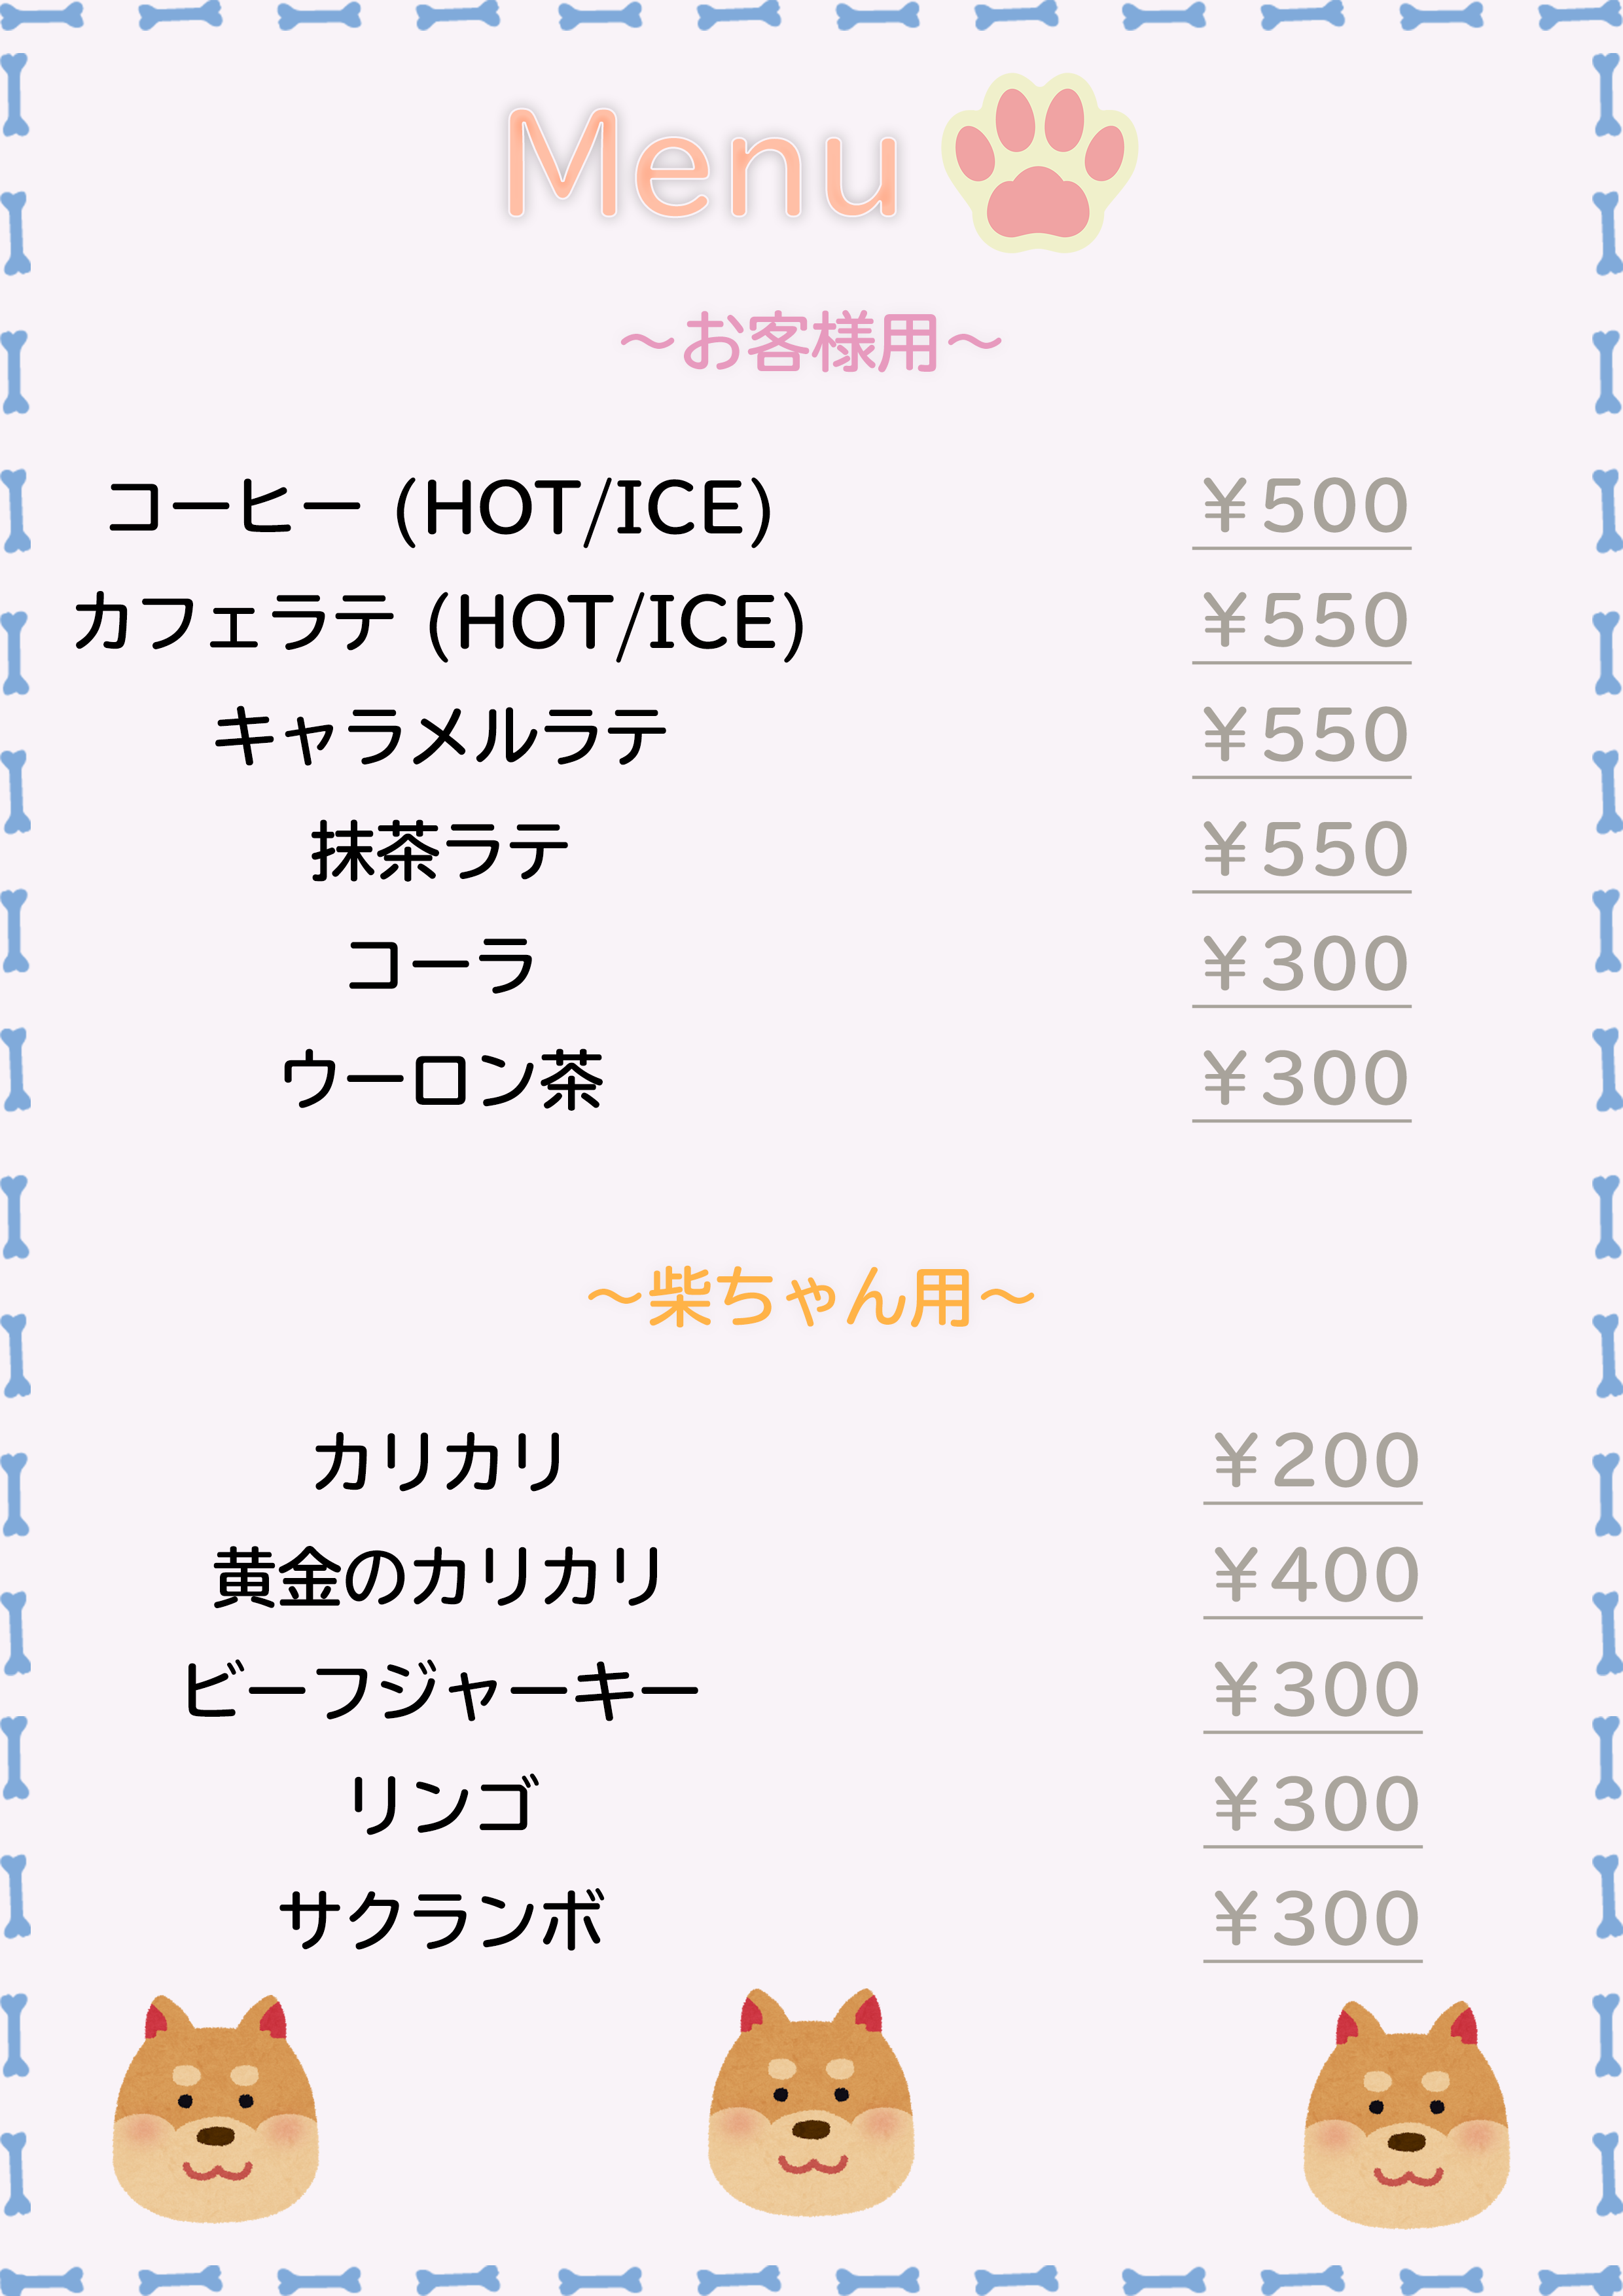 Menu
～お客様用～
コーヒー (HOT/ICE) ¥500
カフェラテ (HOT/ICE) ¥550
キャラメルラテ ¥550
抹茶ラテ ¥550
コーラ ¥300
ウーロン茶 ¥300
～柴ちゃん用～
カリカリ ¥200
黄金のカリカリ ¥400
ビーフジャーキー ¥300
リンゴ ¥300
サクランボ ¥300